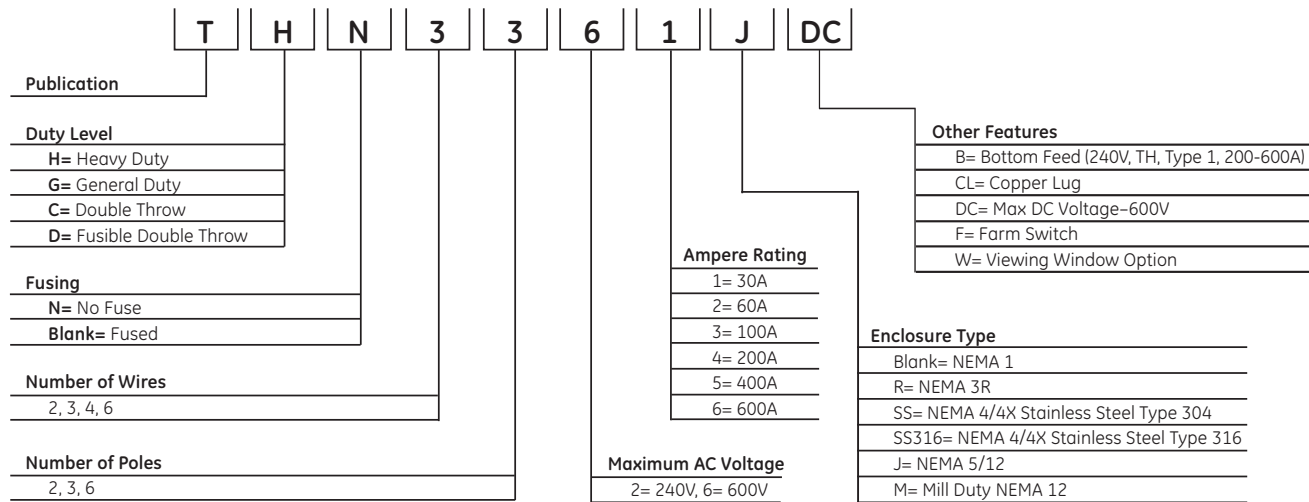 T H N 3 3 6 1 J DC
Publication
Duty Level
H= Heavy Duty
G= General Duty
C= Double Throw
D= Fusible Double Throw
Fusing
N= No Fuse
Blank= Fused
Number of Wires
2, 3, 4, 6
Number of Poles
2, 3, 6
Maximum AC Voltage
2= 240V, 6= 600V
Ampere Rating
1= 30A
2= 60A
3= 100A
4= 200A
5= 400A
6= 600A
Other Features
B= Bottom Feed (240V, TH, Type 1, 200-600A)
CL= Copper Lug
DC= Max DC Voltage–600V
F= Farm Switch
W= Viewing Window Option
Enclosure Type
Blank= NEMA 1
R= NEMA 3R
SS= NEMA 4/4X Stainless Steel Type 304
SS316= NEMA 4/4X Stainless Steel Type 316
J= NEMA 5/12
M= Mill Duty NEMA 12